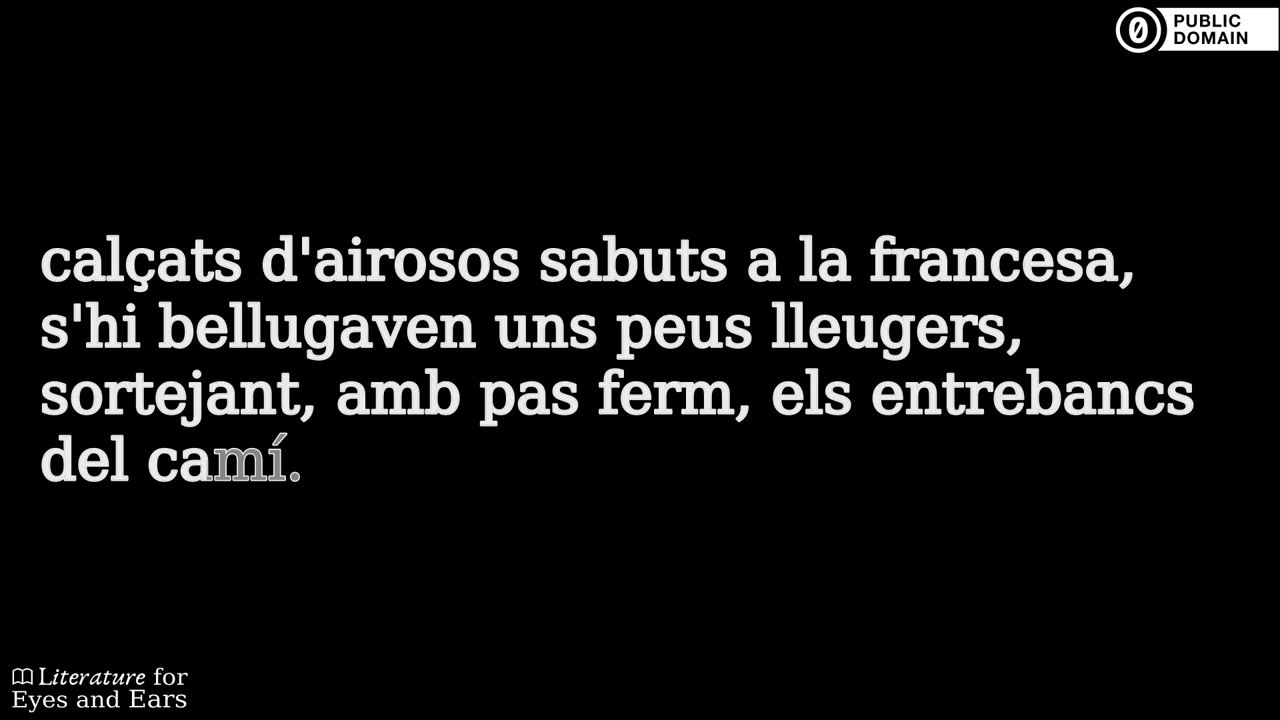 PUBLIC
DOMAIN
calçats d'airosos sabuts a la francesa,
s'hi bellugaven uns peus lleugers,
sortejant, amb pas ferm, els entrebancs
del camí.
Literature for
Eyes and Ears